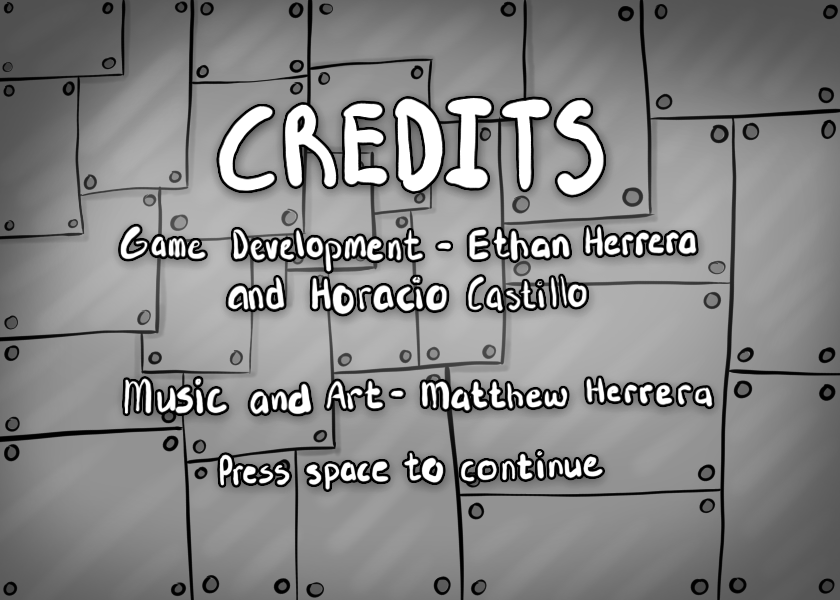 CREDITS
Game Development - Ethan Herrera
and Horacio Castillo
Music and Art - Matthew Herrera
Press space to continue